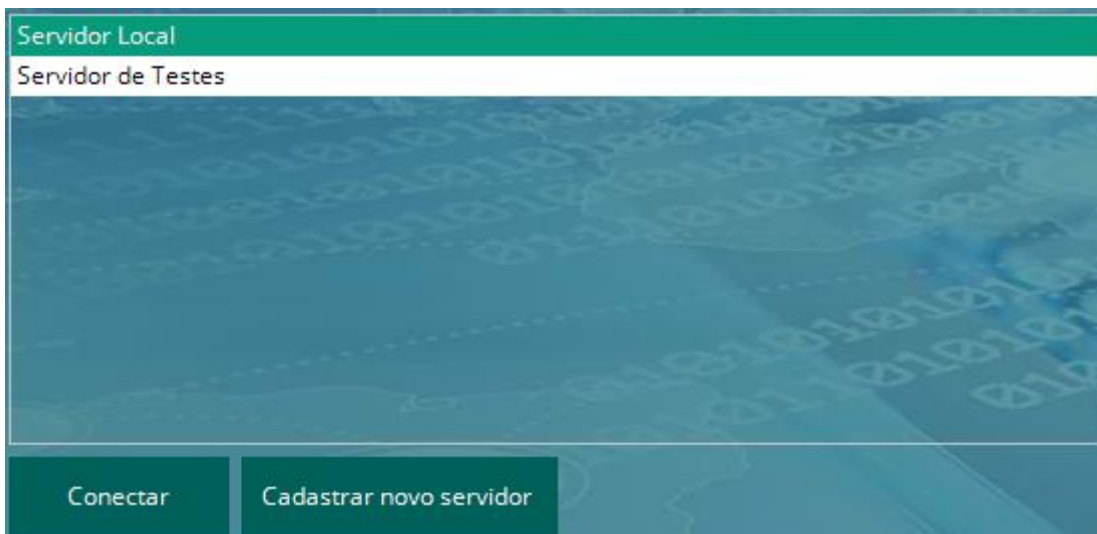 Servidor Local
Servidor de Testes
Conectar
Cadastrar novo servidor